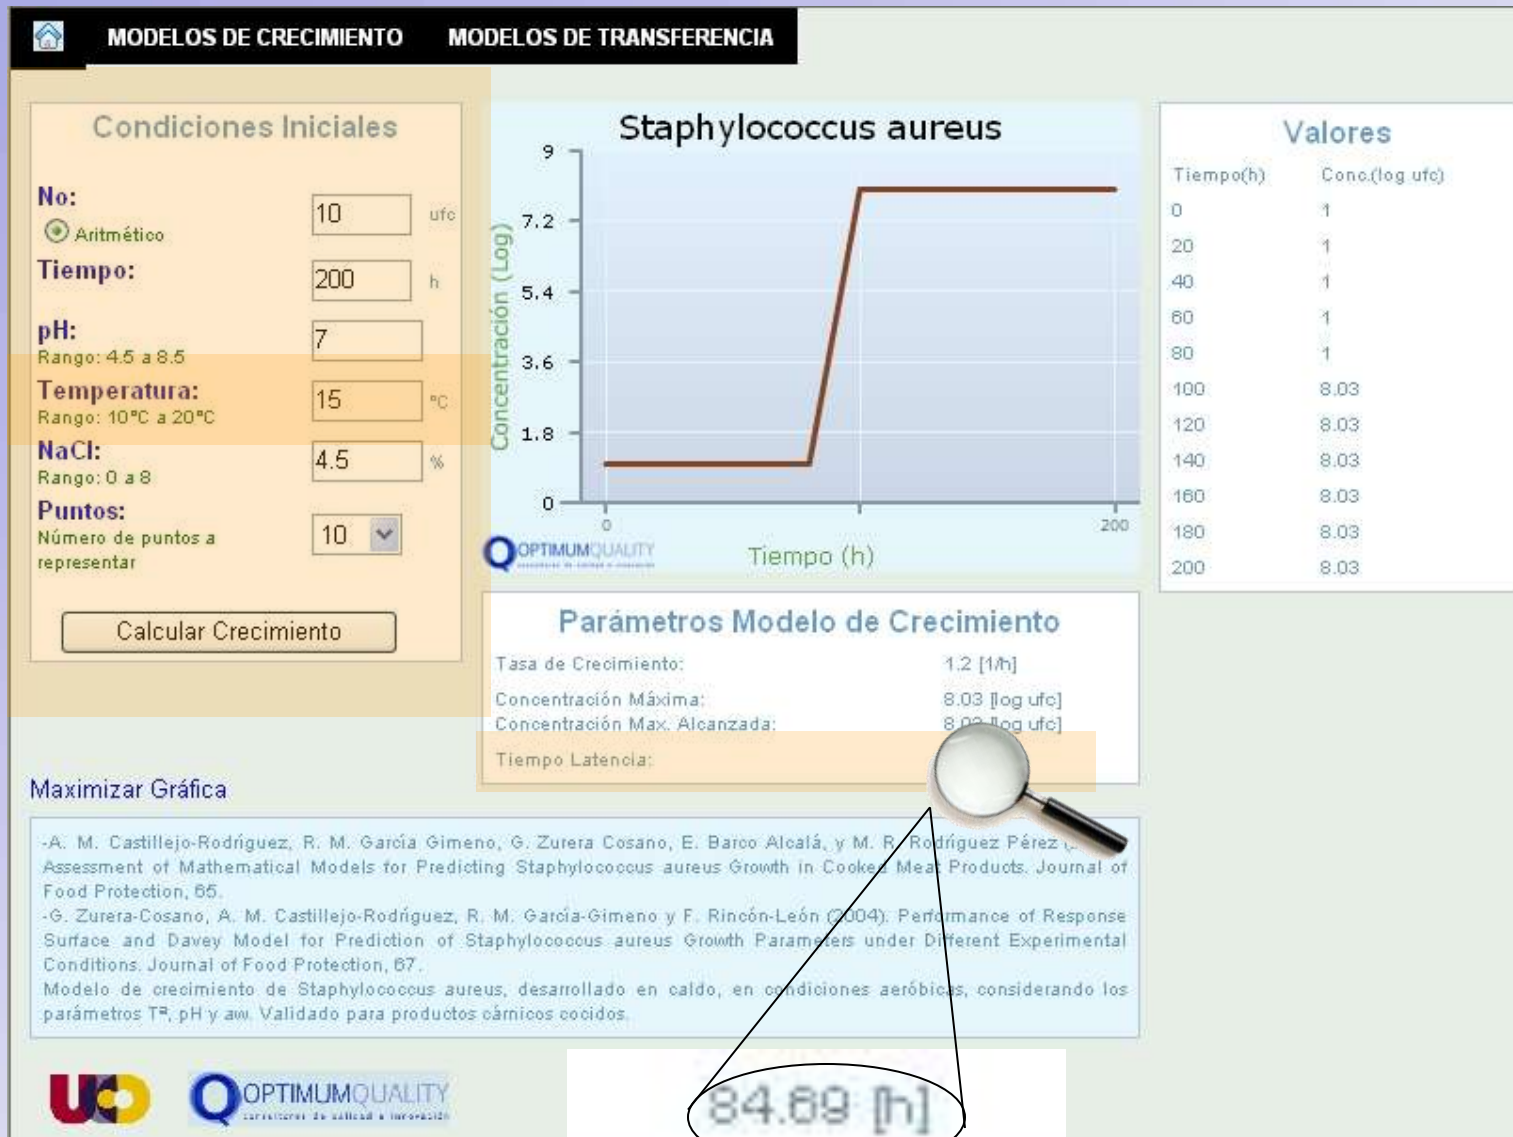 MODELOS DE CRECIMIENTO MODELOS DE TRANSFERENCIA
Condiciones Iniciales
No: 10 ufc
Aritmético
Tiempo: 200 h
pH: 7
Rango: 4.5 a 8.5
Temperatura: 15 ºC
Rango: 10ºC a 20ºC
NaCl: 4.5 %
Rango: 0 a 8
Puntos: 10
Número de puntos a
representar
Calcular Crecimiento
Staphylococcus aureus
Concentración (Log)
9
7.2
5.4
3.6
1.8
0
0 200
Tiempo (h)
OPTIMUMQUALITY
Valores
Tiempo(h) Conc.(log ufc)
0 1
20 1
40 1
60 1
80 1
100 8.03
120 8.03
140 8.03
160 8.03
180 8.03
200 8.03
Parámetros Modelo de Crecimiento
Tasa de Crecimiento: 1.2 [1/h]
Concentración Máxima: 8.03 [log ufc]
Concentración Max. Alcanzada: 8.03 [log ufc]
Tiempo Latencia:
Maximizar Gráfica
-A. M. Castillejo-Rodríguez, R. M. García Gimeno, G. Zurera Cosano, E. Barco Alcalá, y M. R. Rodríguez Pérez
Assessment of Mathematical Models for Predicting Staphylococcus aureus Growth in Cooked Meat Products. Journal of
Food Protection, 65.
-G. Zurera-Cosano, A. M. Castillejo-Rodríguez, R. M. García-Gimeno y F. Rincón-León (2004). Performance of Response
Surface and Davey Model for Prediction of Staphylococcus aureus Growth Parameters under Different Experimental
Conditions. Journal of Food Protection, 67.
Modelo de crecimiento de Staphylococcus aureus, desarrollado en caldo, en condiciones aeróbicas, considerando los
parámetros Tª, pH y aw. Validado para productos cárnicos cocidos.
UCO OPTIMUMQUALITY
consultores de calidad e innovación
84.69 [h]